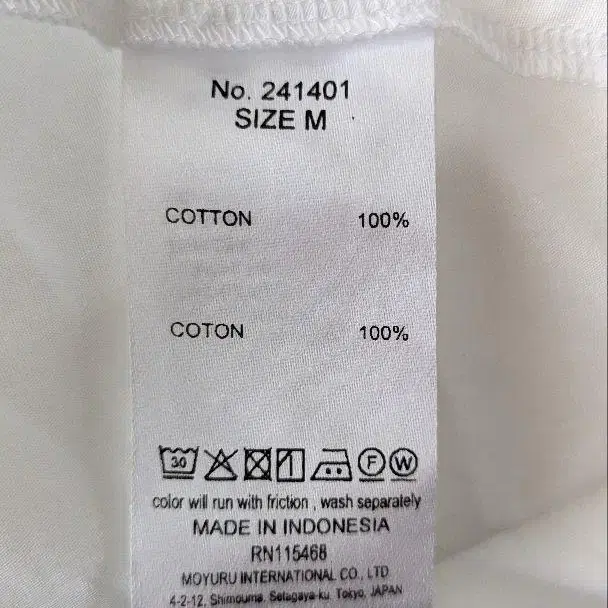 No. 241401
SIZE M
COTTON 100%
COTON 100%
30 F W
color will run with friction , wash separately
MADE IN INDONESIA
RN115468
MOYURU INTERNATIONAL CO., LTD
4-2-12, Shimouma, Setagaya-ku, Tokyo, JAPAN